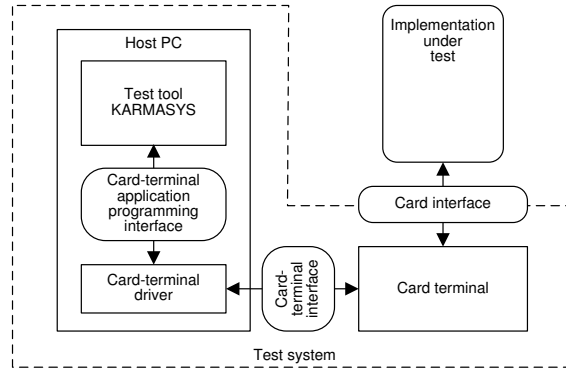 Host PC
Test tool
KARMASYS
Card-terminal
application
programming
interface
Card-terminal
driver
Card-
terminal
interface
Implementation
under
test
Card interface
Card terminal
Test system